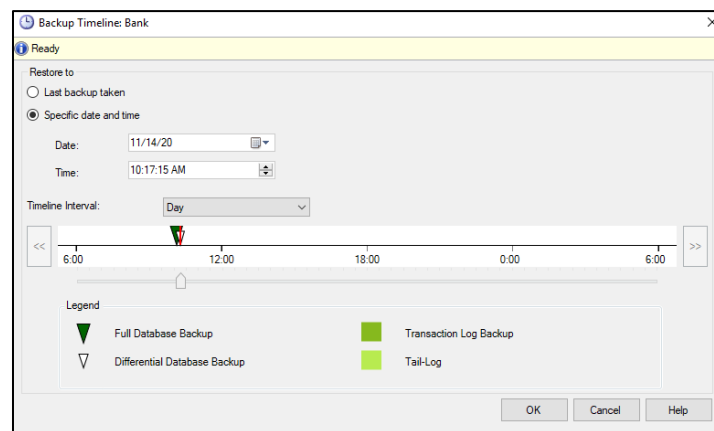 Backup Timeline: Bank
Ready
Restore to
Last backup taken
Specific date and time
Date: 11/14/20
Time: 10:17:15 AM
Timeline Interval: Day
<< >>
6:00 12:00 18:00 0:00 6:00
Legend
Full Database Backup Transaction Log Backup
Differential Database Backup Tail-Log
OK Cancel Help